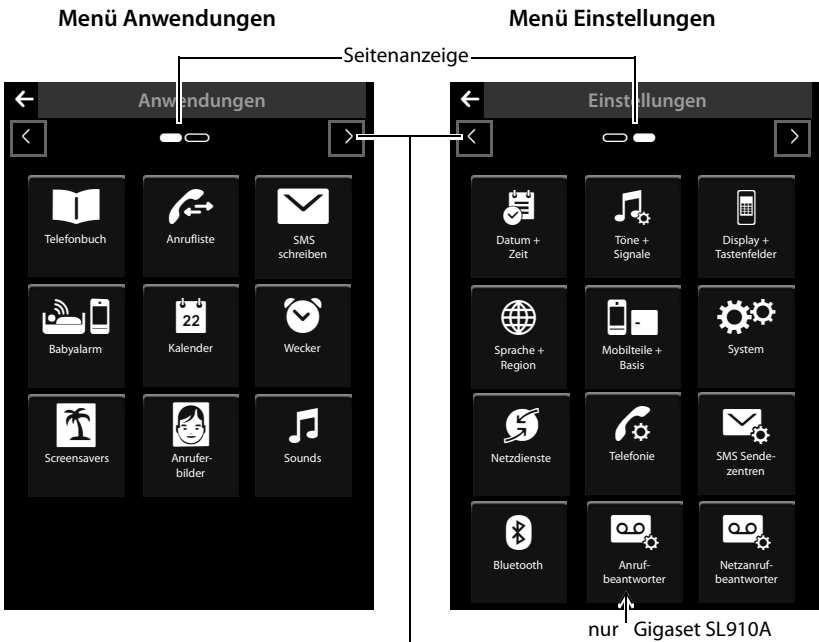 Menü Anwendungen
Menü Einstellungen
Seitenanzeige
Anwendungen
Telefonbuch
Anrufliste
SMS
schreiben
Babyalarm
22
Kalender
Wecker
Screensavers
Anrufer-
bilder
Sounds
Einstellungen
Datum +
Zeit
Töne +
Signale
Display +
Tastenfelder
Sprache +
Region
Mobilteile +
Basis
System
Netzdienste
Telefonie
SMS Sende-
zentren
Bluetooth
Anruf-
beantworter
Netzanruf-
beantworter
nur Gigaset SL910A